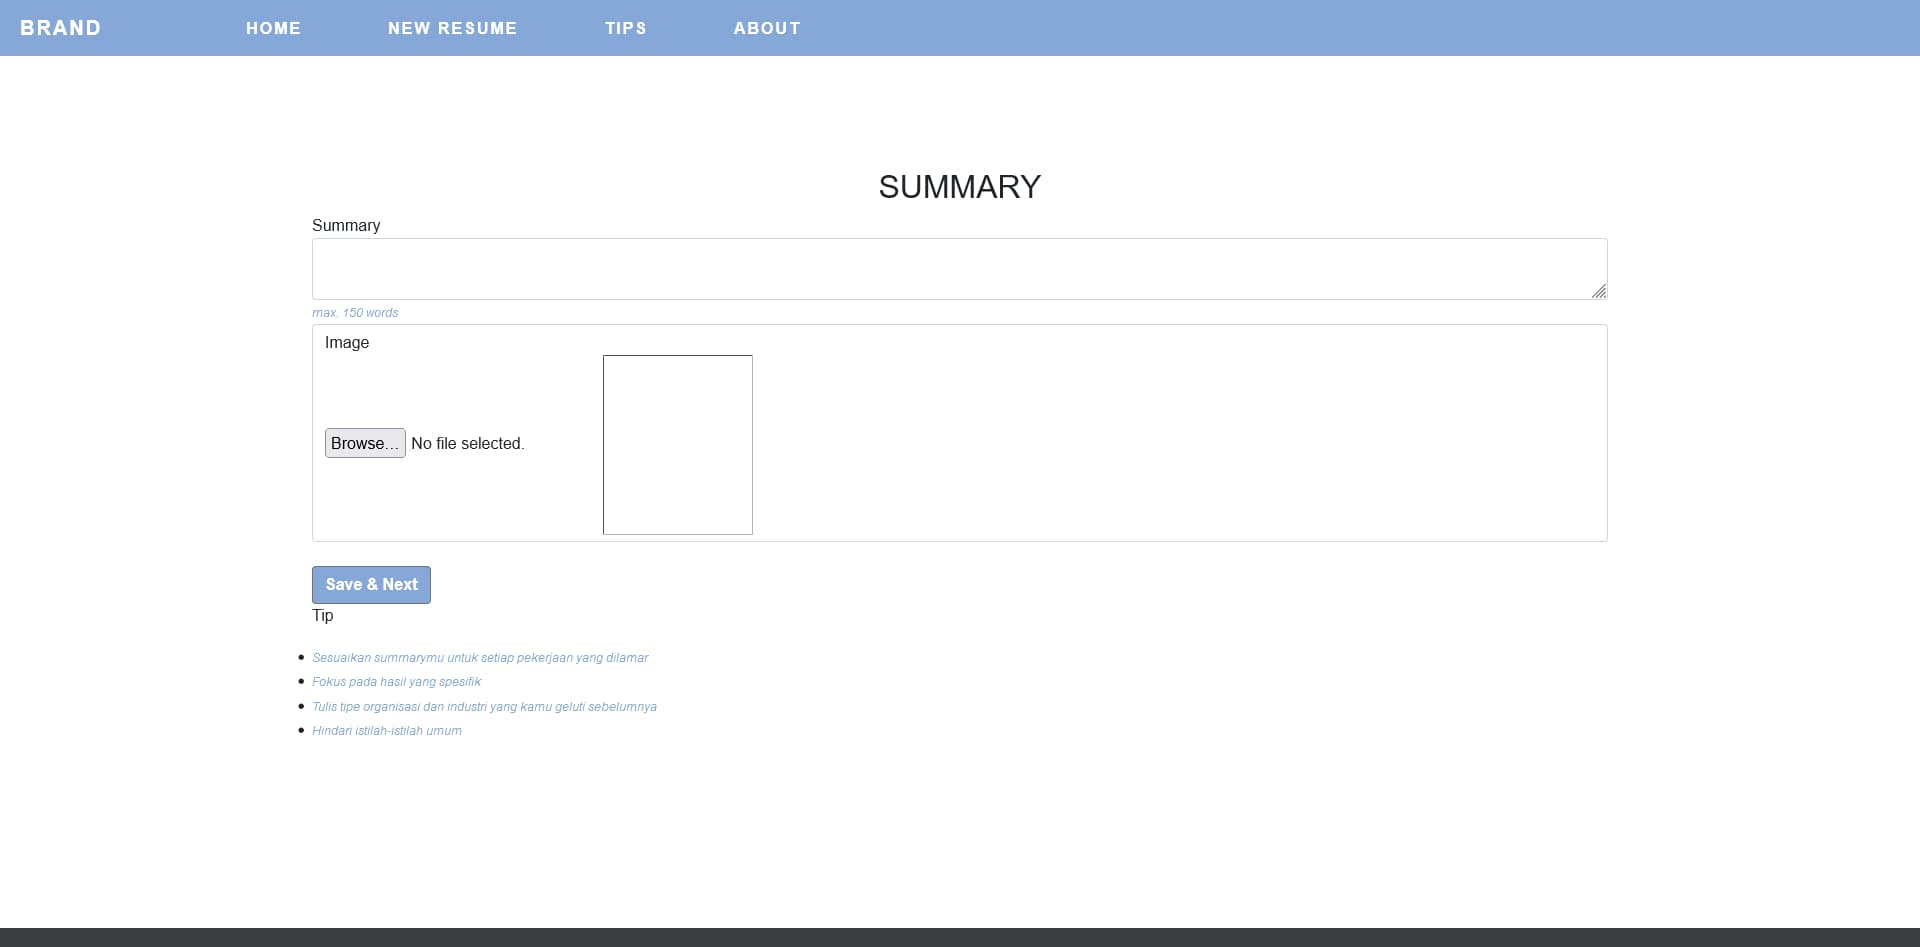 BRAND HOME NEW RESUME TIPS ABOUT
SUMMARY
Summary
max. 150 words
Image
Browse... No file selected.
Save & Next
Tip
Sesuaikan summarymu untuk setiap pekerjaan yang dilamar
Fokus pada hasil yang spesifik
Tulis tipe organisasi dan industri yang kamu geluti sebelumnya
Hindari istilah-istilah umum